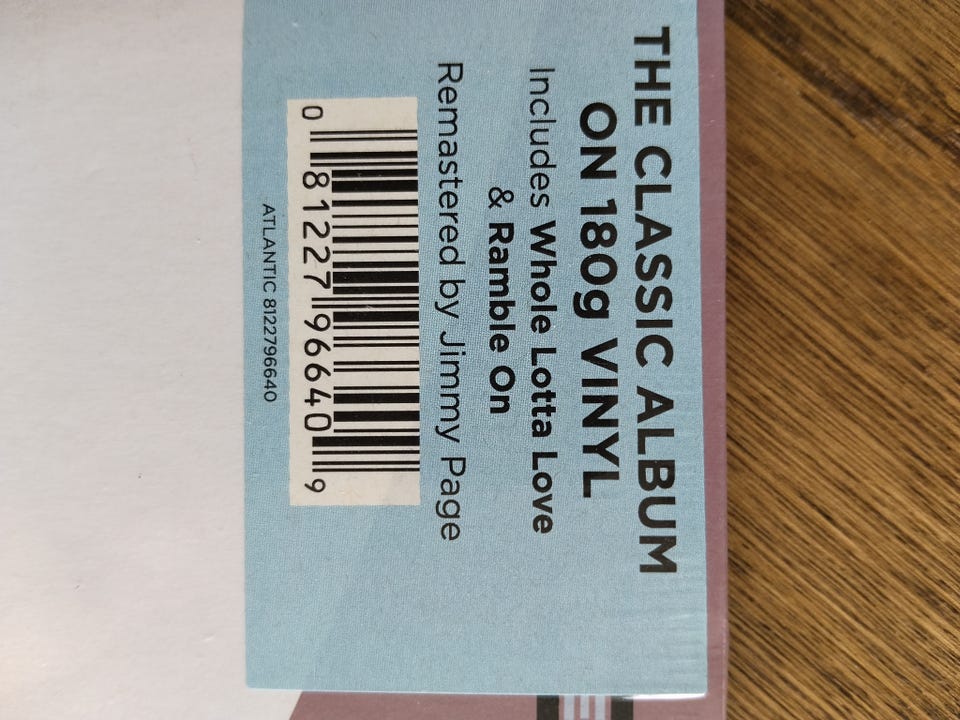 THE CLASSIC ALBUM
ON 180g VINYL
Includes Whole Lotta Love
& Ramble On
Remastered by Jimmy Page
0 81227 96640 9
ATLANTIC 8122796640